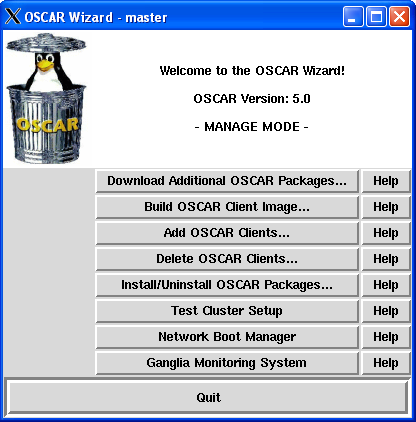 OSCAR Wizard - master
OSCAR
Welcome to the OSCAR Wizard!
OSCAR Version: 5.0
- MANAGE MODE -
Download Additional OSCAR Packages... Help
Build OSCAR Client Image... Help
Add OSCAR Clients... Help
Delete OSCAR Clients... Help
Install/Uninstall OSCAR Packages... Help
Test Cluster Setup Help
Network Boot Manager Help
Ganglia Monitoring System Help
Quit